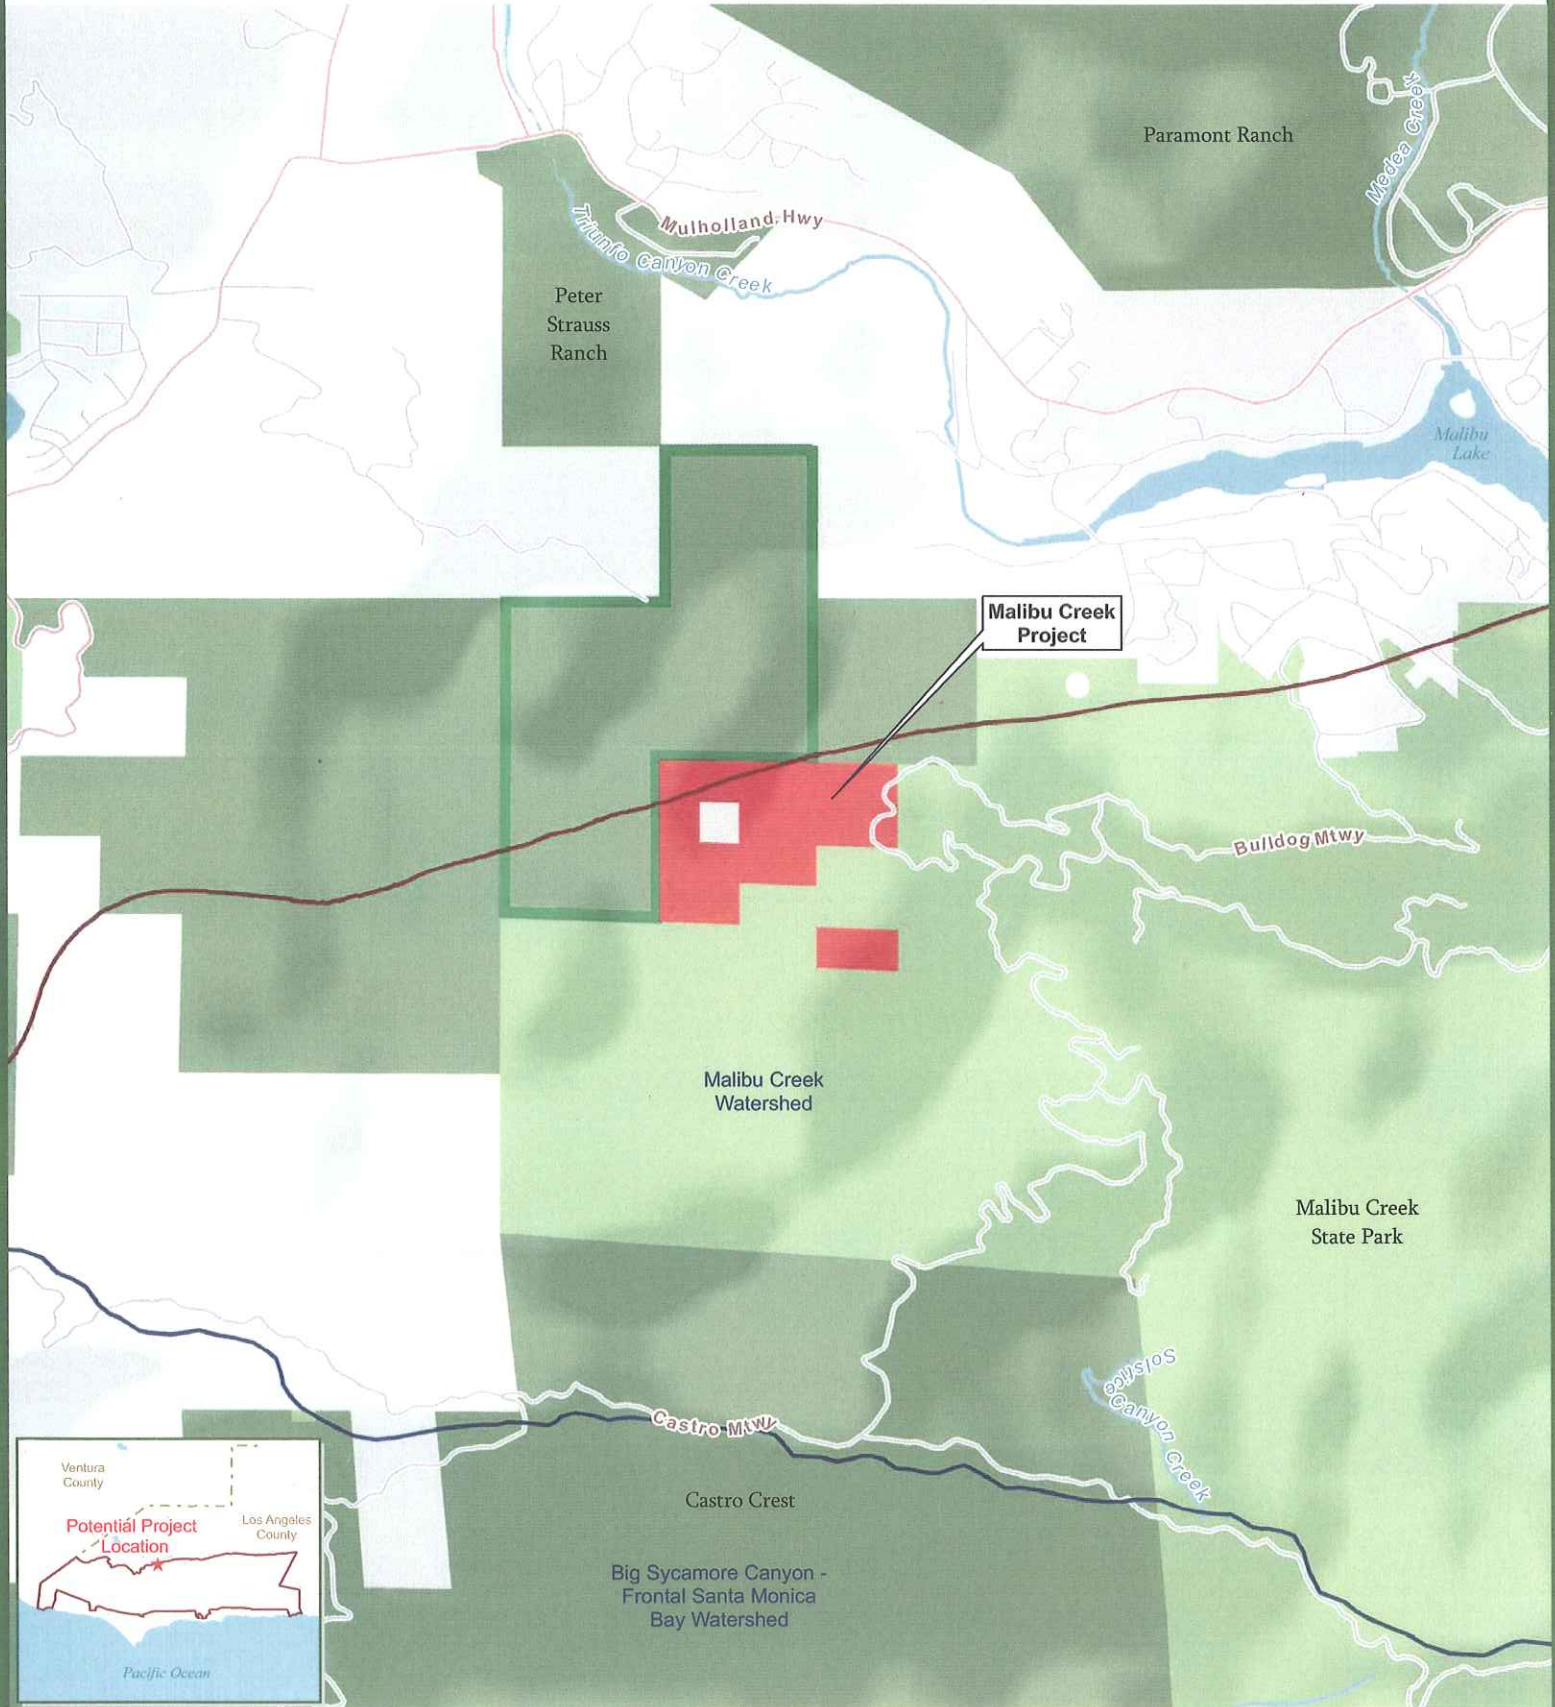 Paramont Ranch
Medea Creek
Mulholland Hwy
Triunfo Canyon Creek
Peter
Strauss
Ranch
Malibu
Lake
Malibu Creek
Project
Bulldog Mtwy
Malibu Creek
Watershed
Malibu Creek
State Park
Solstice
Canyon Creek
Castro Mtwy
Castro Crest
Big Sycamore Canyon -
Frontal Santa Monica
Bay Watershed
Ventura
County
Los Angeles
County
Potential Project
Location
Pacific Ocean